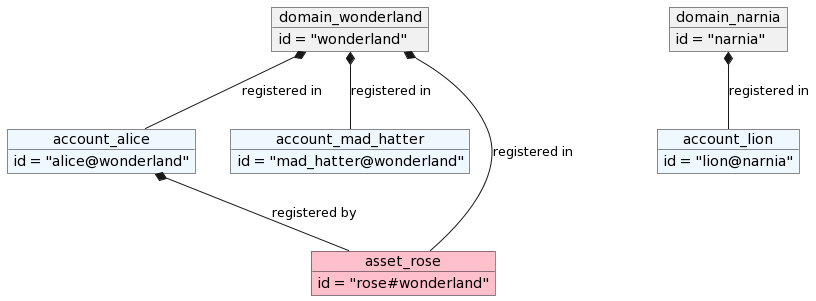 domain_wonderland
id = "wonderland"
domain_narnia
id = "narnia"
registered in
registered in
registered in
account_alice
id = "alice@wonderland"
account_mad_hatter
id = "mad_hatter@wonderland"
registered in
account_lion
id = "lion@narnia"
registered by
asset_rose
id = "rose#wonderland"